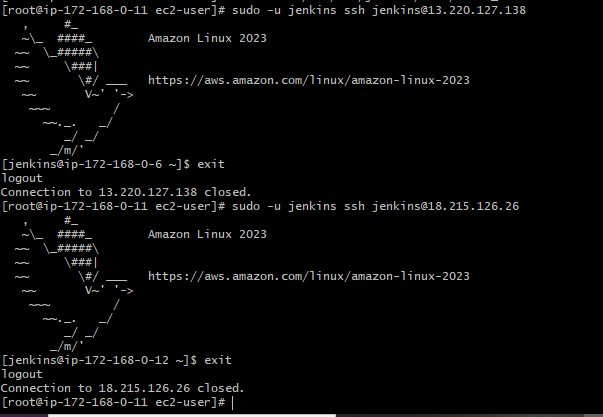 [root@ip-172-168-0-11 ec2-user]# sudo -u jenkins ssh jenkins@13.220.127.138
   ,     #_
   ~\_  ####_        Amazon Linux 2023
  ~~  \_#####\
  ~~     \###|
  ~~       \#/ ___   https://aws.amazon.com/linux/amazon-linux-2023
   ~~       V~' '->
    ~~~         /
      ~~._.   _/
         _/ _/
       _/m/'
[jenkins@ip-172-168-0-6 ~]$ exit
logout
Connection to 13.220.127.138 closed.
[root@ip-172-168-0-11 ec2-user]# sudo -u jenkins ssh jenkins@18.215.126.26
   ,     #_
   ~\_  ####_        Amazon Linux 2023
  ~~  \_#####\
  ~~     \###|
  ~~       \#/ ___   https://aws.amazon.com/linux/amazon-linux-2023
   ~~       V~' '->
    ~~~         /
      ~~._.   _/
         _/ _/
       _/m/'
[jenkins@ip-172-168-0-12 ~]$ exit
logout
Connection to 18.215.126.26 closed.
[root@ip-172-168-0-11 ec2-user]#